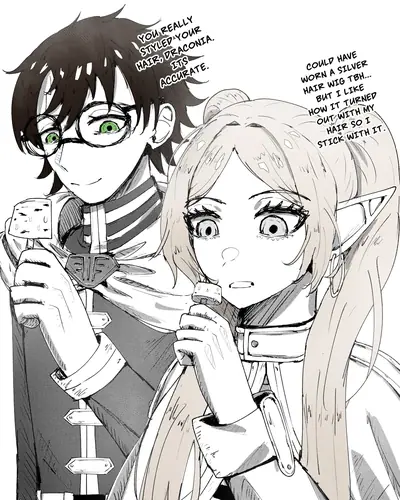 YOU REALLY
STYLED YOUR
HAIR, DRACONIA.
ITS
ACCURATE.
COULD HAVE
WORN A SILVER
HAIR WIG TBH...
BUT I LIKE
HOW IT TURNED
OUT WITH MY
HAIR SO I
STICK WITH IT.